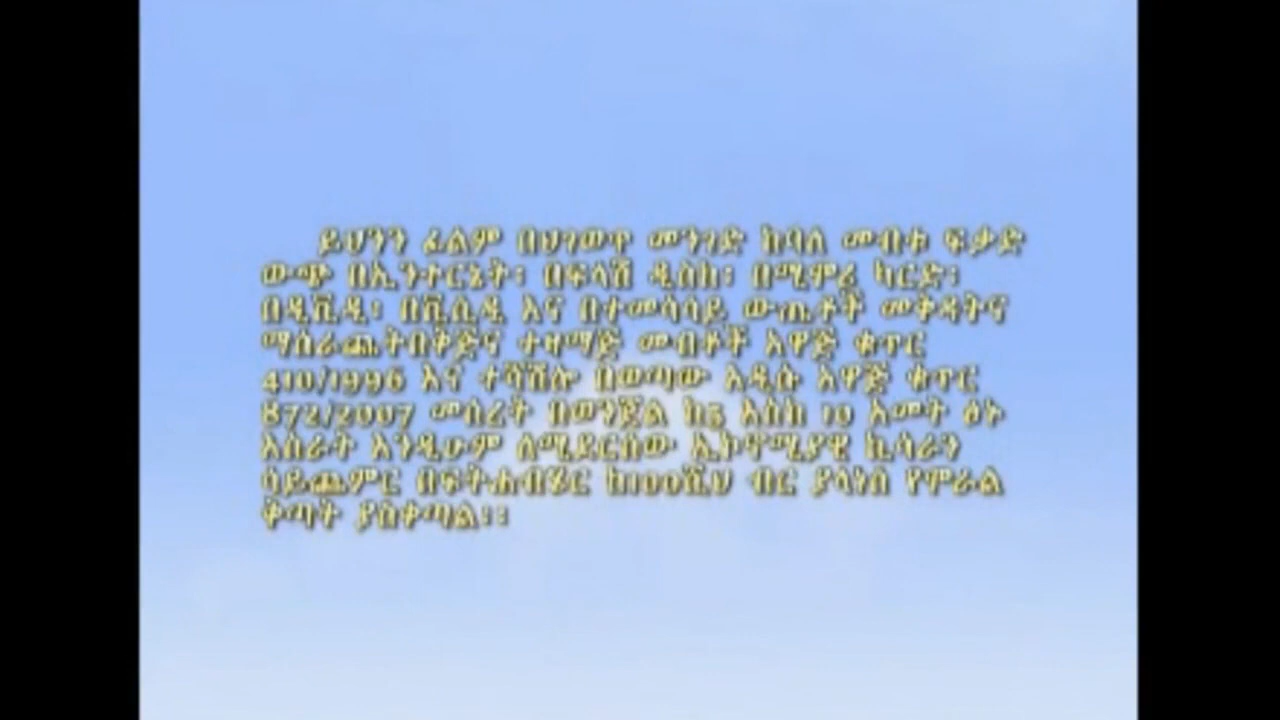 ይህንን ፊልም በህገወጥ መንገድ ከባለ መብቱ ፍቃድ
ውጭ በኢንተርኔት፣ በፍላሽ ዲስክ፣ በሚሞሪ ካርድ፣
በዲቪዲ፣ በቪሲዲ እና በተመሳሳይ ውጤቶች መቅዳትና
ማሰራጨትበቅጅና ተዛማጅ መብቶች አዋጅ ቁጥር
410/1996 እና ተሻሽሎ በወጣው አዲሱ አዋጅ ቁጥር
872/2007 መሰረት በወንጀል ከ5 እስከ 10 አመት ፅኑ
እስራት እንዲሁም ለሚደርሰው ኢኮኖሚያዊ ኪሳራን
ሳይጨምር በፍትሐብሄር ከ100ሺህ ብር ያላነሰ የሞራል
ቅጣት ያስቀጣል፡፡